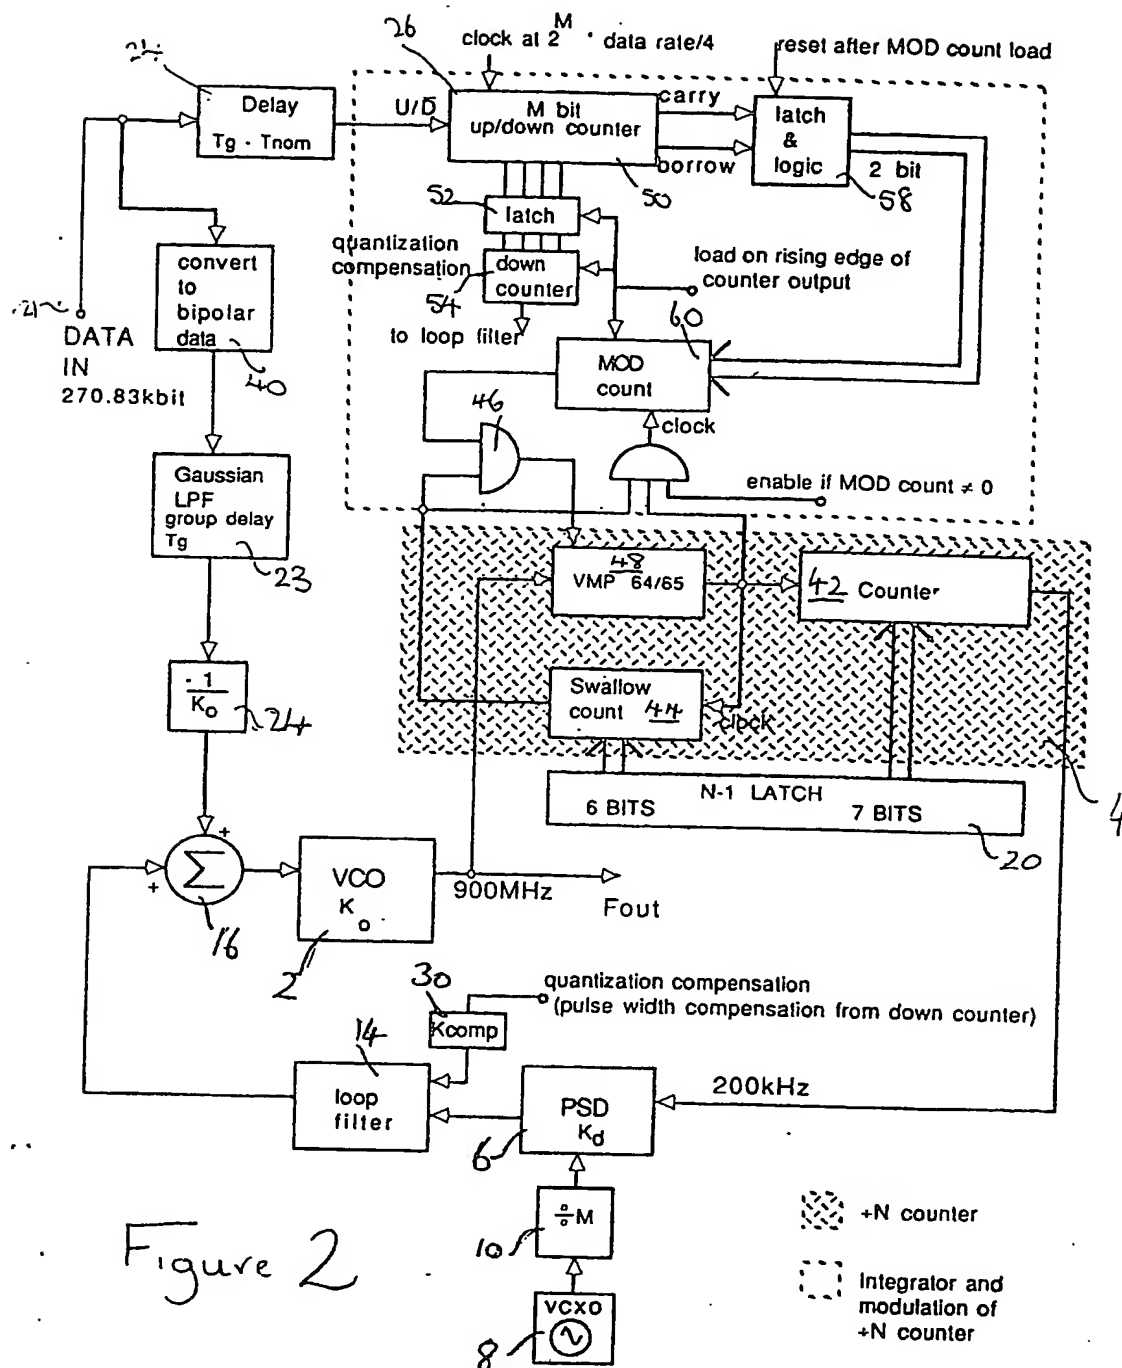 26
clock at 2^M · data rate/4
reset after MOD count load
Delay
Tg - Tnom
U/D̅
M bit
up/down counter
carry
borrow
50
latch
&
logic
2 bit
58
52
latch
quantization
compensation
down
counter
54
to loop filter
load on rising edge of
counter output
60
MOD
count
clock
46
enable if MOD count ≠ 0
convert
to
bipolar
data
40
21
DATA
IN
270.83kbit
Gaussian
LPF
group delay
Tg
23
48
VMP 64/65
42 Counter
Swallow
count 44
clock
1
Ko
24
N-1 LATCH
6 BITS
7 BITS
20
4
+
+
Σ
16
VCO
Ko
2
900MHz
Fout
30
Kcomp
quantization compensation
(pulse width compensation from down counter)
14
loop
filter
PSD
Kd
6
200kHz
÷M
10
VCXO
8
Figure 2
÷N counter
Integrator and
modulation of
÷N counter